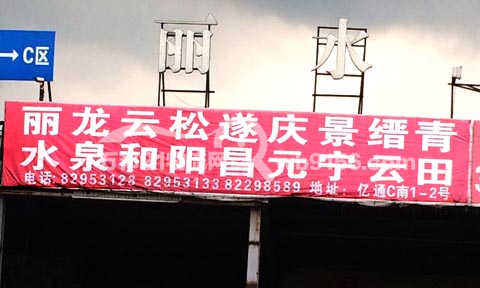 丽水
→C区
丽龙云松遂庆景缙青
水泉和阳昌元宁云田
电话:82953128 82953133 82298589 地址:亿通C南1-2号